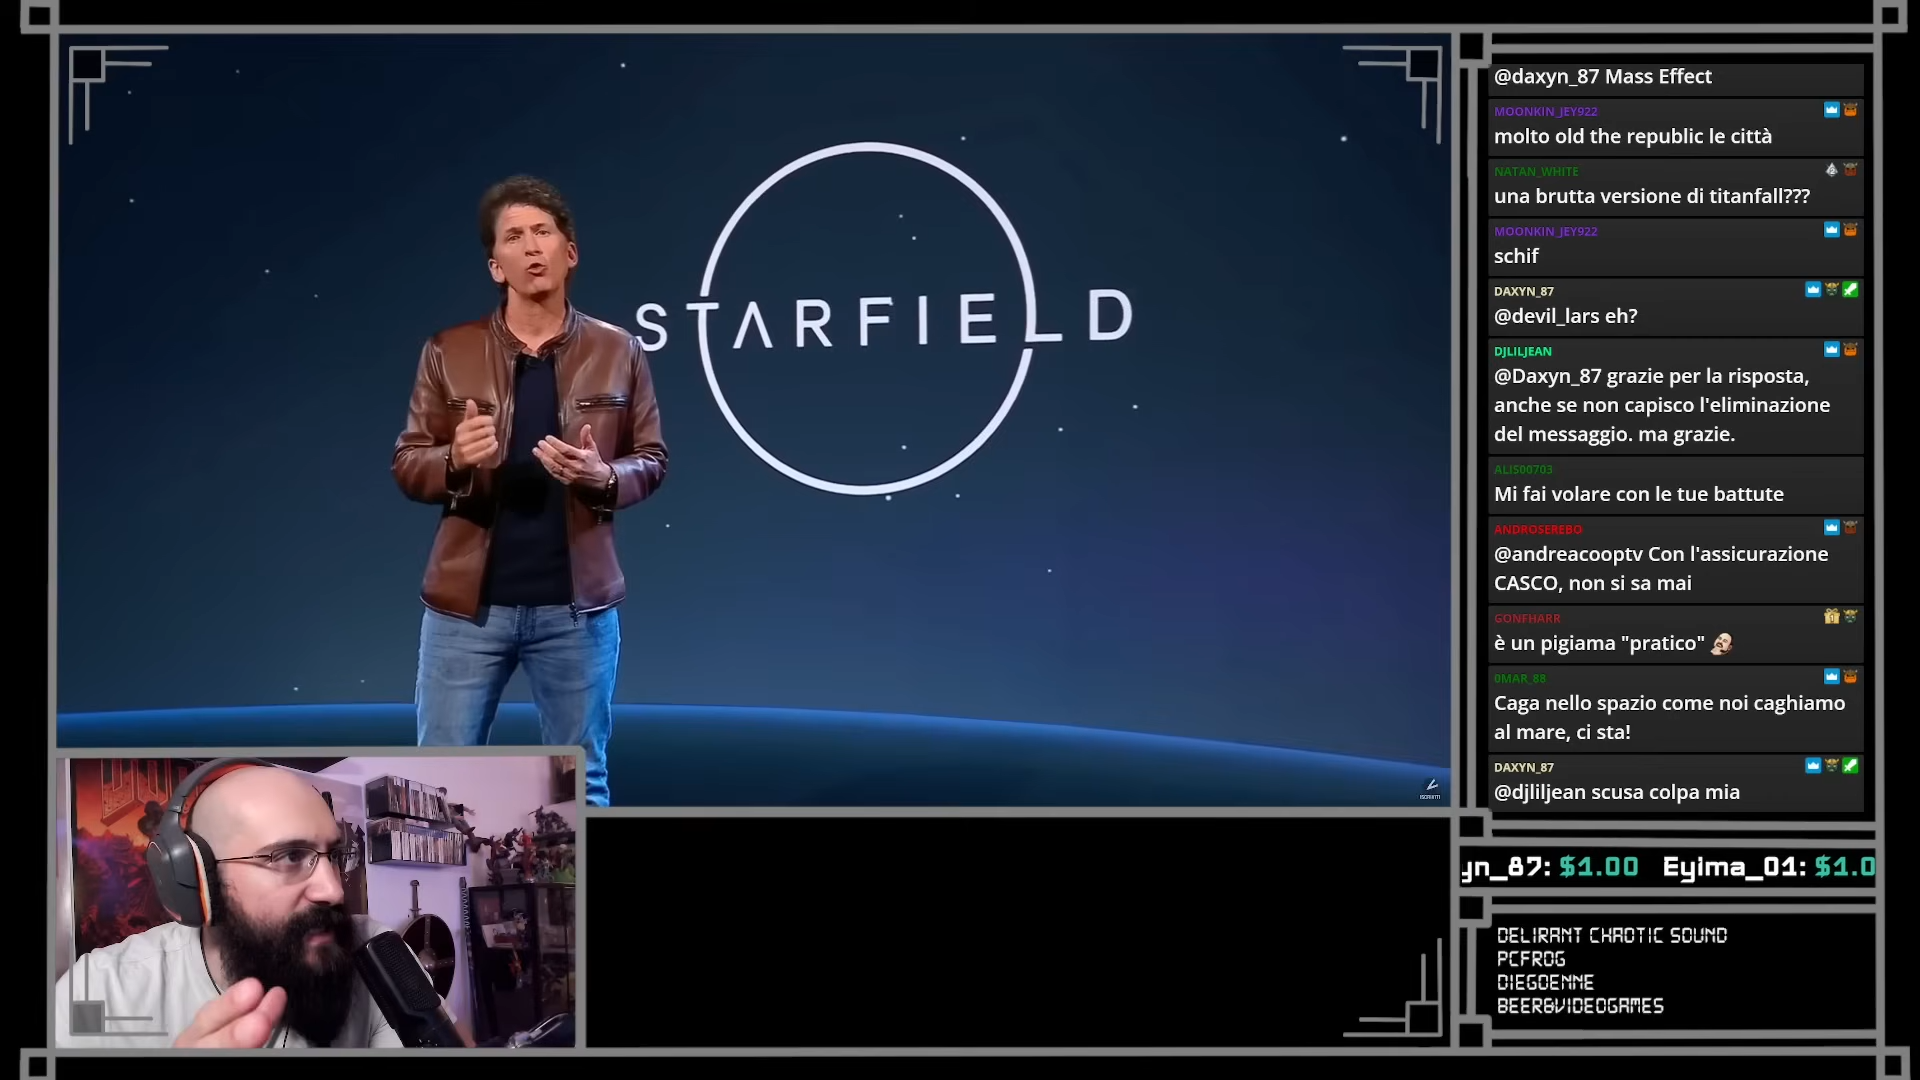 STARFIELD
ISCRIVITI
@daxyn_87 Mass Effect
MOONKIN_JEY922
molto old the republic le città
NATAN_WHITE
una brutta versione di titanfall???
MOONKIN_JEY922
schif
DAXYN_87
@devil_lars eh?
DJLILJEAN
@Daxyn_87 grazie per la risposta,
anche se non capisco l'eliminazione
del messaggio. ma grazie.
ALIS00703
Mi fai volare con le tue battute
ANDROSEREBO
@andreacooptv Con l'assicurazione
CASCO, non si sa mai
GONFHARR
è un pigiama "pratico"
0MAR_88
Caga nello spazio come noi caghiamo
al mare, ci sta!
DAXYN_87
@djliljean scusa colpa mia
yn_87: $1.00 Eyima_01: $1.0
DELIRANT CHAOTIC SOUND
PCFROG
DIEGOENNE
BEER&VIDEOGAMES